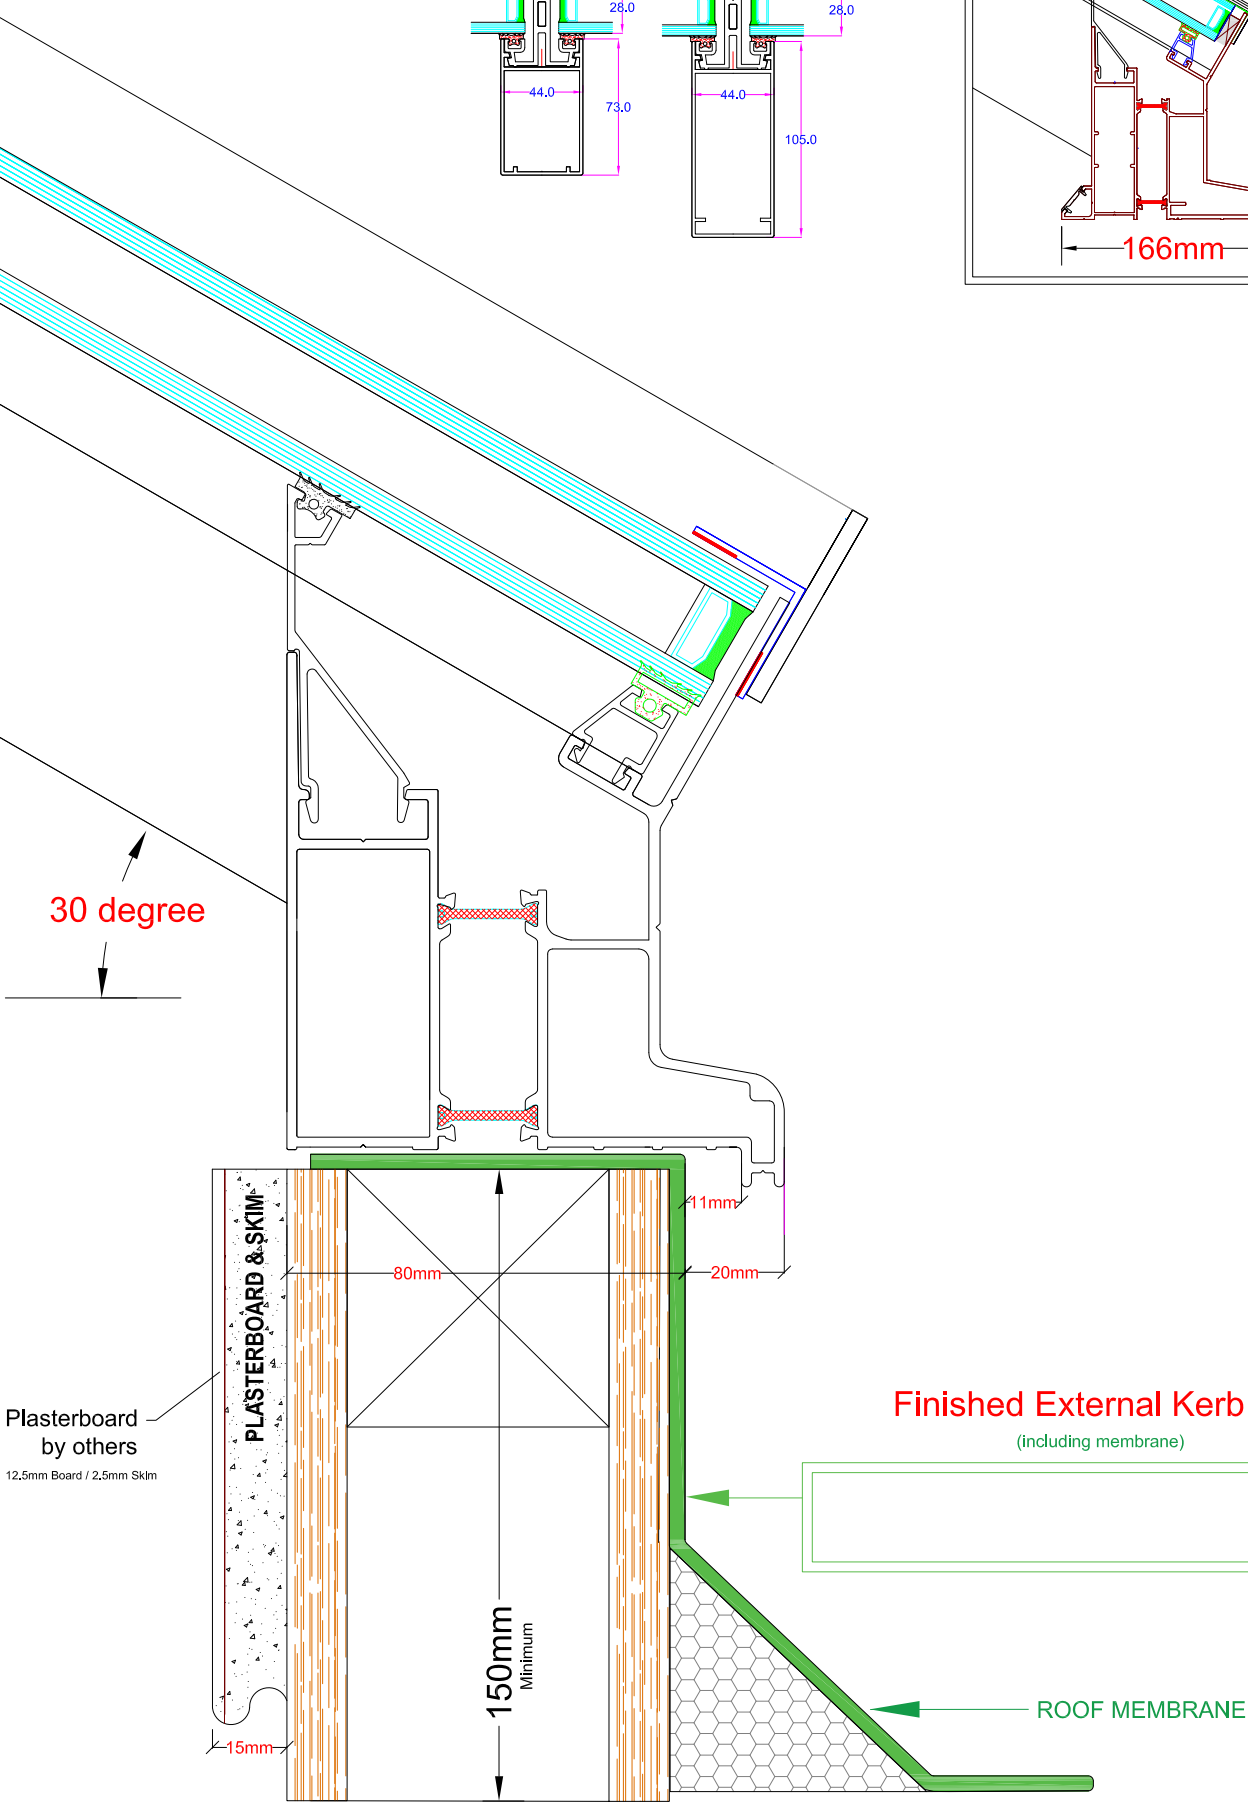 28.0
28.0
44.0
73.0
44.0
105.0
166mm
30 degree
11mm
80mm
20mm
PLASTERBOARD & SKIM
Plasterboard
by others
12.5mm Board / 2.5mm Skim
Finished External Kerb
(including membrane)
150mm
Minimum
ROOF MEMBRANE
15mm